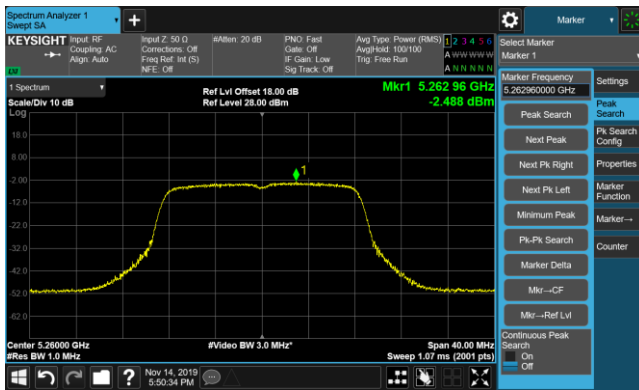 Spectrum Analyzer 1
Swept SA
Marker
KEYSIGHT
Input: RF
Coupling: AC
Align: Auto
Input Z: 50 Ω
Corrections: Off
Freq Ref: Int (S)
NFE: Off
#Atten: 20 dB
PNO: Fast
Gate: Off
IF Gain: Low
Sig Track: Off
Avg Type: Power (RMS)
Avg|Hold: 100/100
Trig: Free Run
1 2 3 4 5 6
A W W W W W
A N N N N N
Select Marker
Marker 1
1 Spectrum
Scale/Div 10 dB
Log
Ref Lvl Offset 18.00 dB
Ref Level 28.00 dBm
Mkr1 5.262 96 GHz
-2.488 dBm
18.0
8.00
-2.00
-12.0
-22.0
-32.0
-42.0
-52.0
-62.0
1
Center 5.26000 GHz
#Res BW 1.0 MHz
#Video BW 3.0 MHz*
Span 40.00 MHz
Sweep 1.07 ms (2001 pts)
Marker Frequency
5.262960000 GHz
Peak Search
Next Peak
Next Pk Right
Next Pk Left
Minimum Peak
Pk-Pk Search
Marker Delta
Mkr→CF
Mkr→Ref Lvl
Continuous Peak
Search
On
Off
Settings
Peak
Search
Pk Search
Config
Properties
Marker
Function
Marker→
Counter
?
Nov 14, 2019
5:50:34 PM